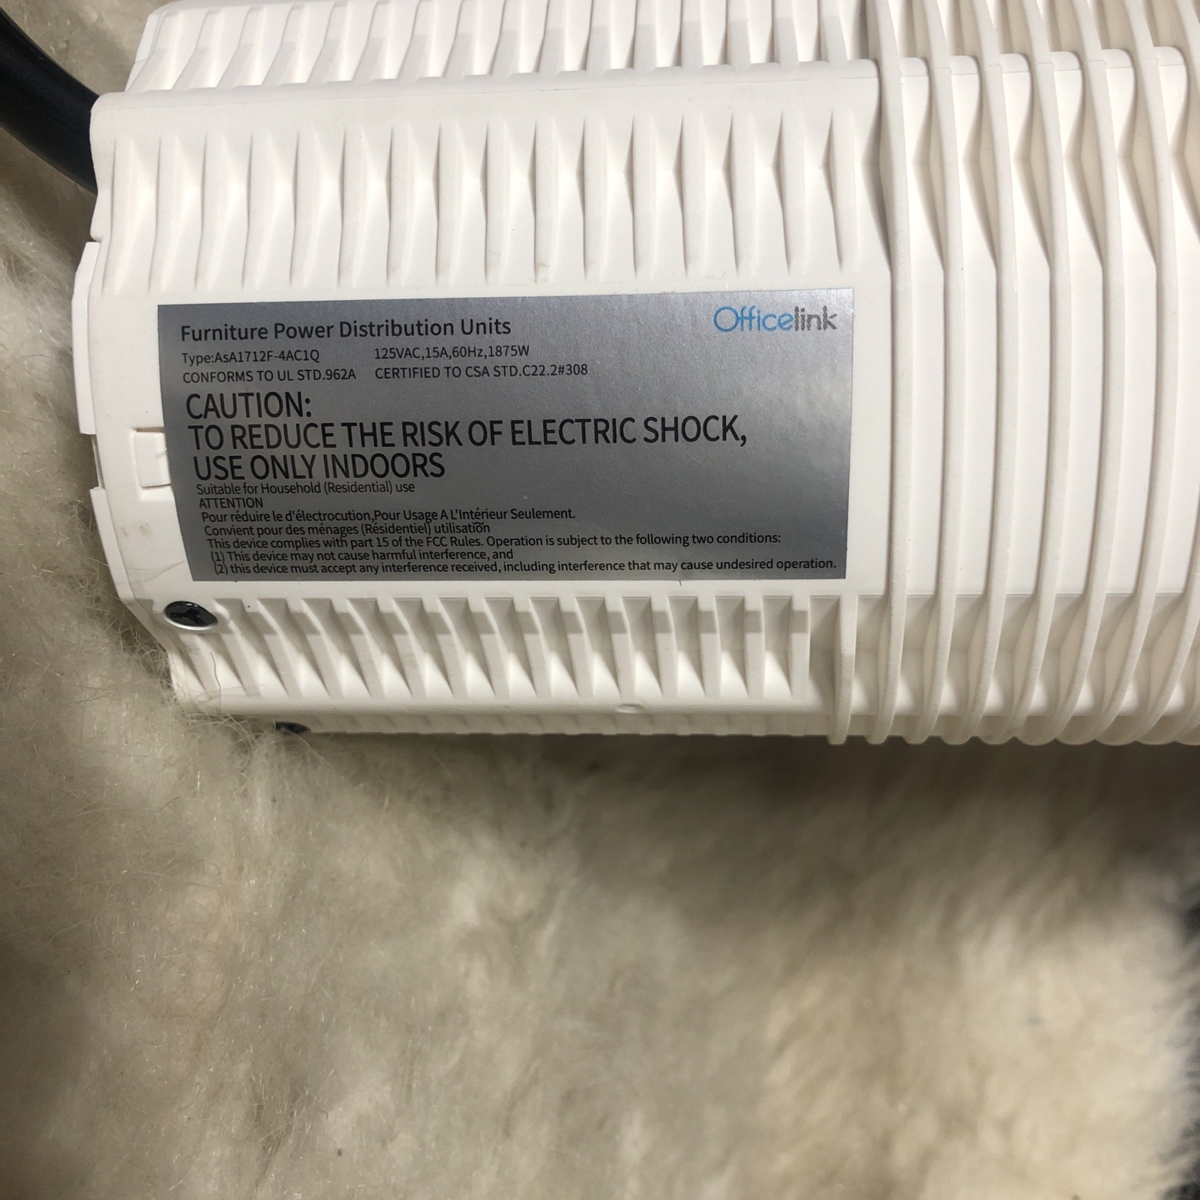 Officelink
Furniture Power Distribution Units
Type:AsA1712F-4AC1Q 125VAC,15A,60Hz,1875W
CONFORMS TO UL STD.962A CERTIFIED TO CSA STD.C22.2#308
CAUTION:
TO REDUCE THE RISK OF ELECTRIC SHOCK,
USE ONLY INDOORS
Suitable for Household (Residential) use
ATTENTION
Pour réduire le d'électrocution,Pour Usage A L'Intérieur Seulement.
Convient pour des ménages (Résidentiel) utilisation
This device complies with part 15 of the FCC Rules. Operation is subject to the following two conditions:
(1) This device may not cause harmful interference, and
(2) this device must accept any interference received, including interference that may cause undesired operation.